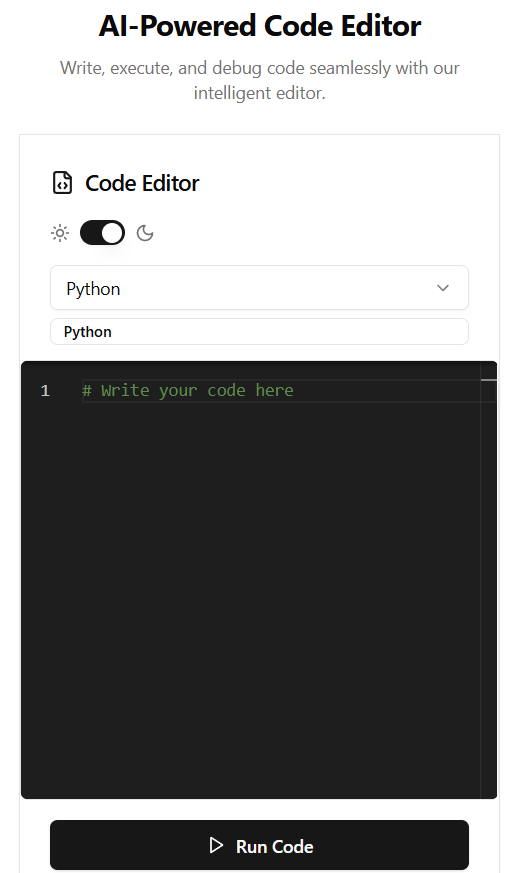 AI-Powered Code Editor
Write, execute, and debug code seamlessly with our
intelligent editor.
Code Editor
Python
Python
1 # Write your code here
Run Code